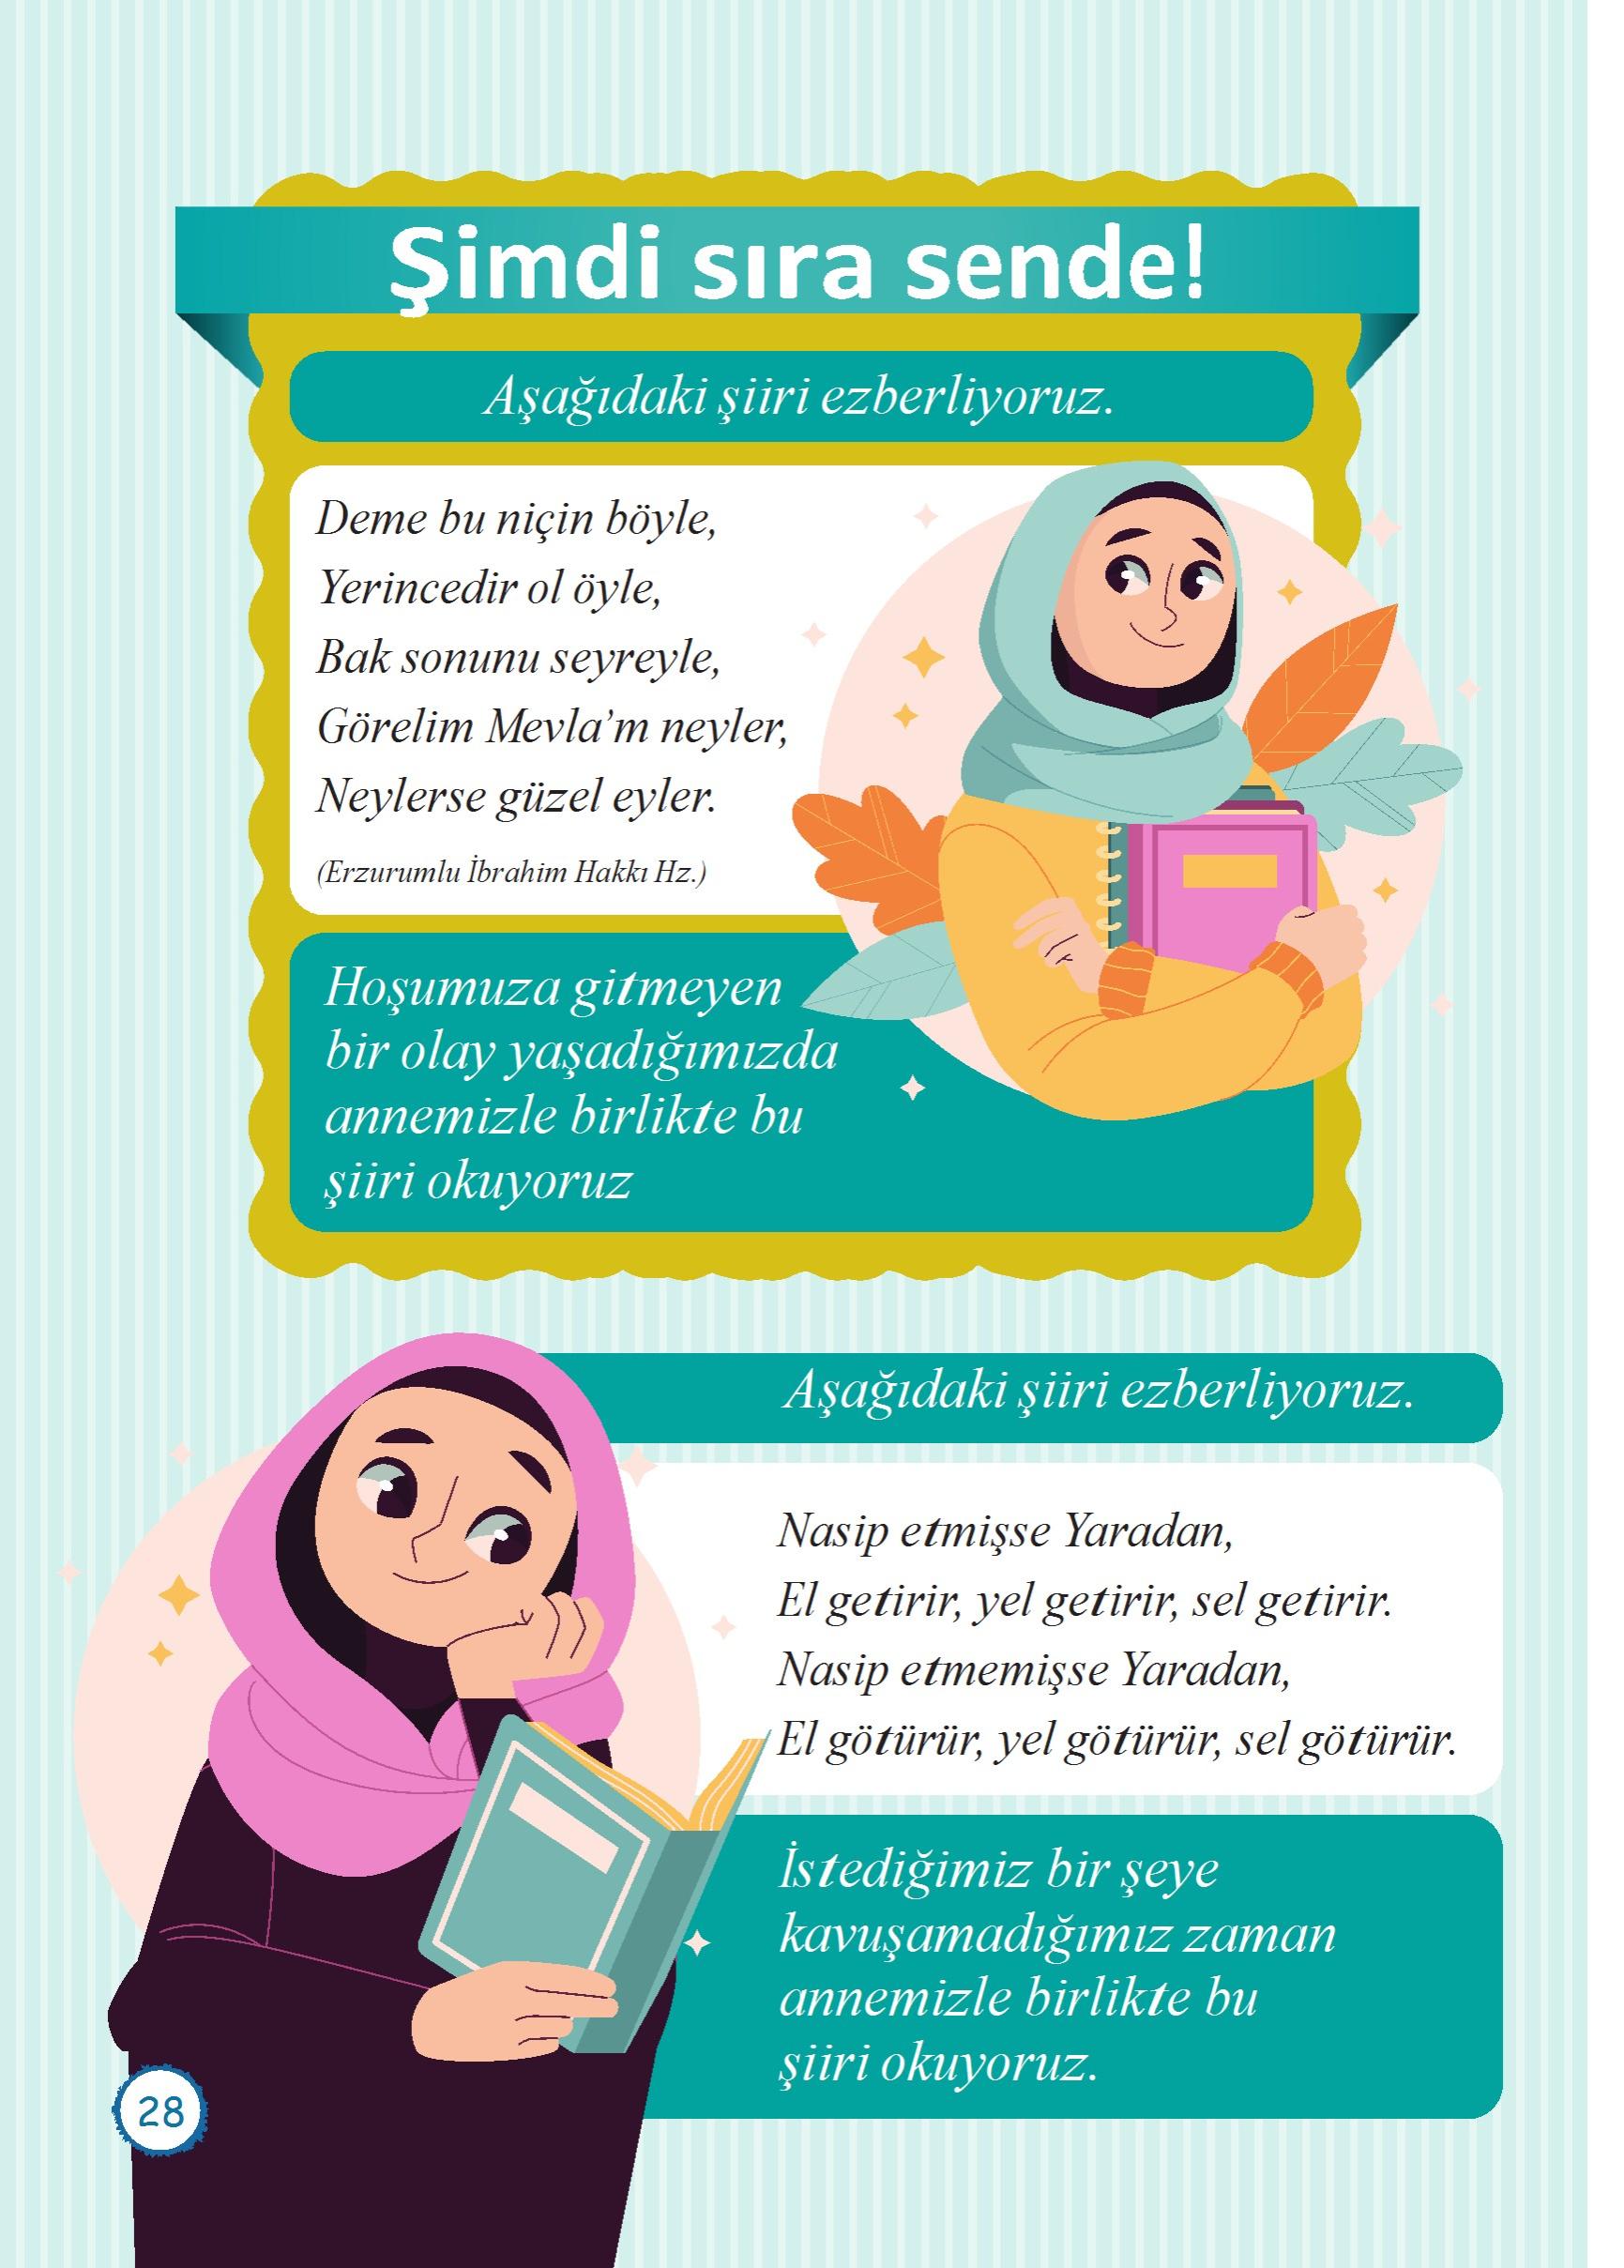 Şimdi sıra sende!
Aşağıdaki şiiri ezberliyoruz.
Deme bu niçin böyle,
Yerincedir ol öyle,
Bak sonunu seyreyle,
Görelim Mevla’m neyler,
Neylerse güzel eyler.
(Erzurumlu İbrahim Hakkı Hz.)
Hoşumuza gitmeyen
bir olay yaşadığımızda
annemizle birlikte bu
şiiri okuyoruz
Aşağıdaki şiiri ezberliyoruz.
Nasip etmişse Yaradan,
El getirir, yel getirir, sel getirir.
Nasip etmemişse Yaradan,
El götürür, yel götürür, sel götürür.
İstediğimiz bir şeye
kavuşamadığımız zaman
annemizle birlikte bu
şiiri okuyoruz.
28